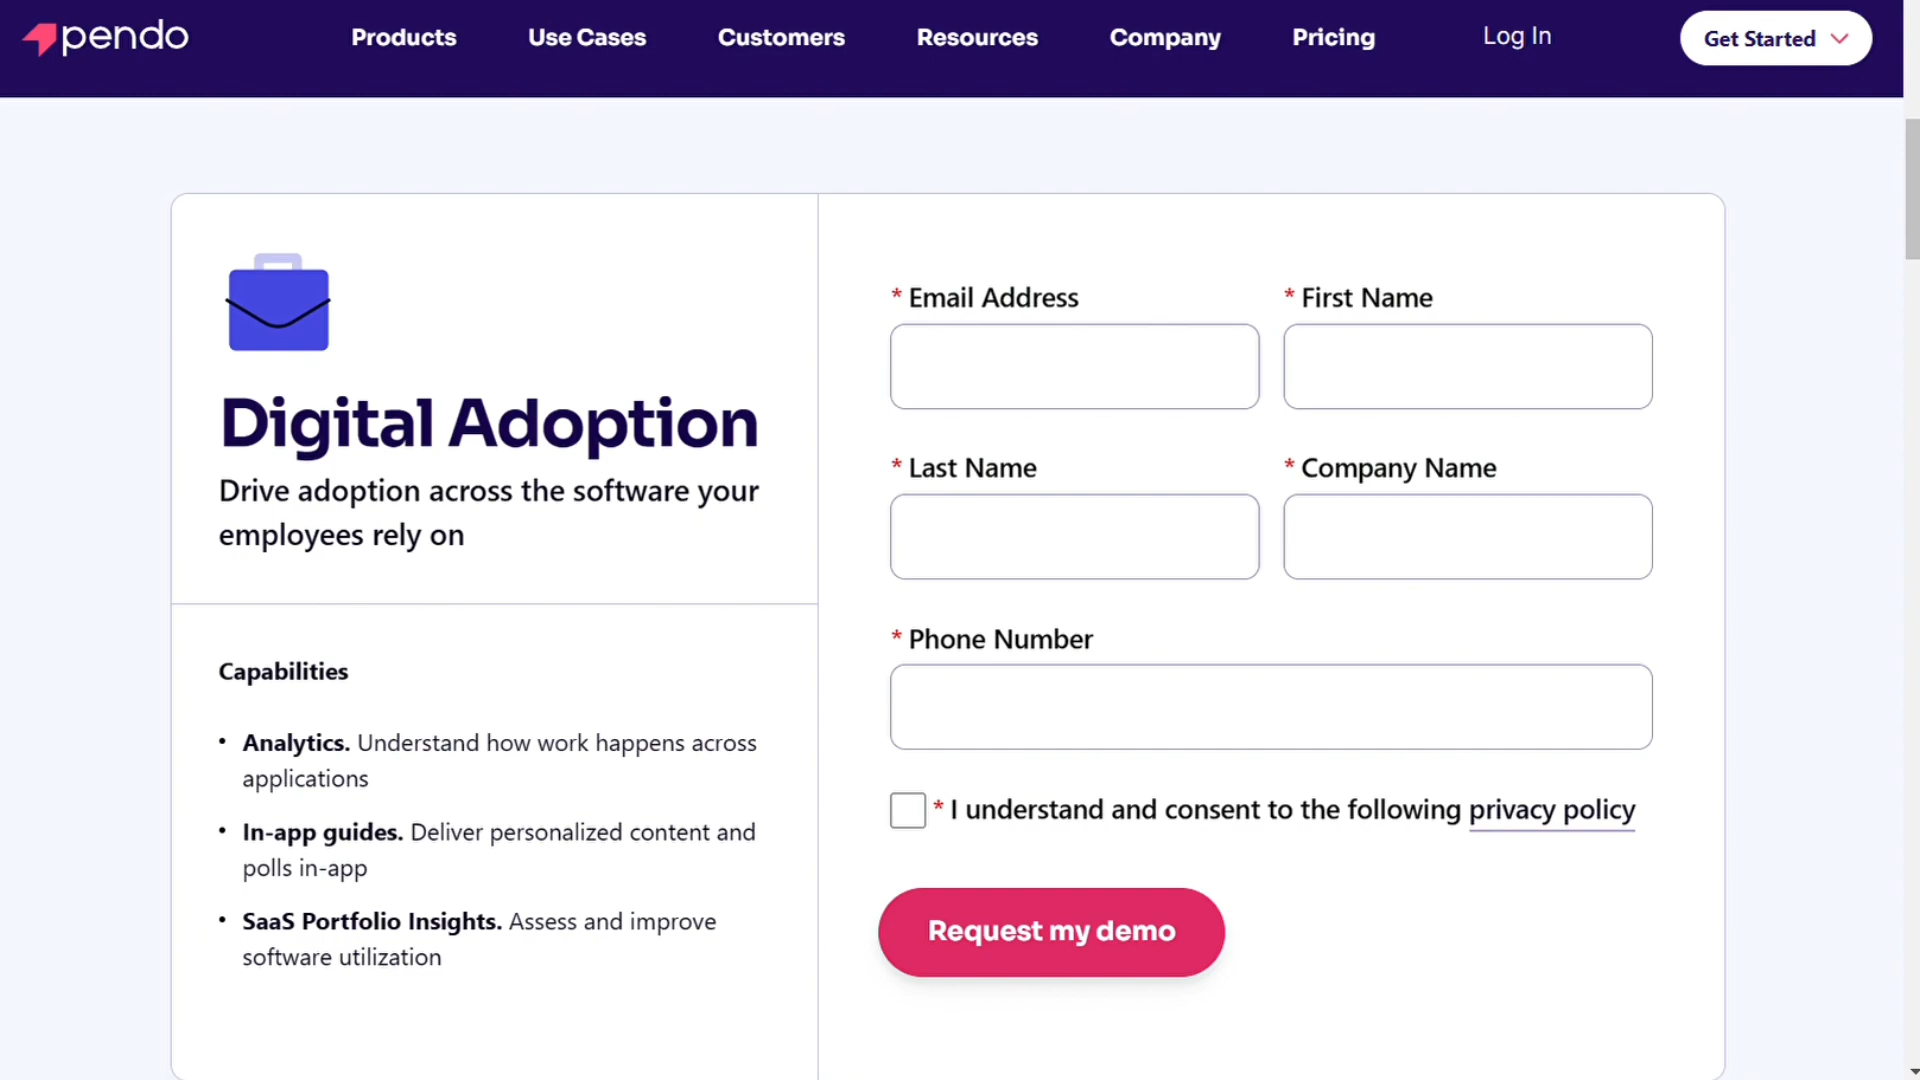 pendo
Products Use Cases Customers Resources Company Pricing Log In Get Started
Digital Adoption
Drive adoption across the software your
employees rely on
Capabilities
• Analytics. Understand how work happens across
applications
• In-app guides. Deliver personalized content and
polls in-app
• SaaS Portfolio Insights. Assess and improve
software utilization
* Email Address * First Name
* Last Name * Company Name
* Phone Number
* I understand and consent to the following privacy policy
Request my demo